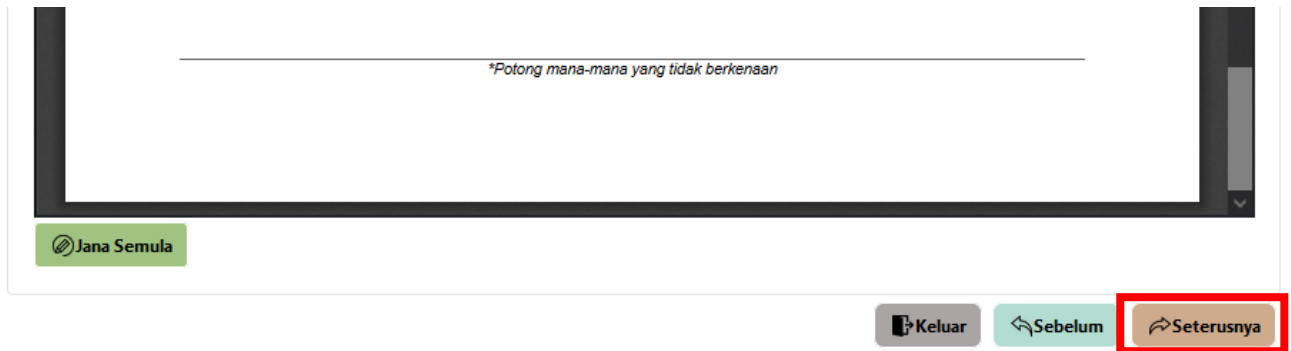 *Potong mana-mana yang tidak berkenaan
Jana Semula
Keluar Sebelum Seterusnya